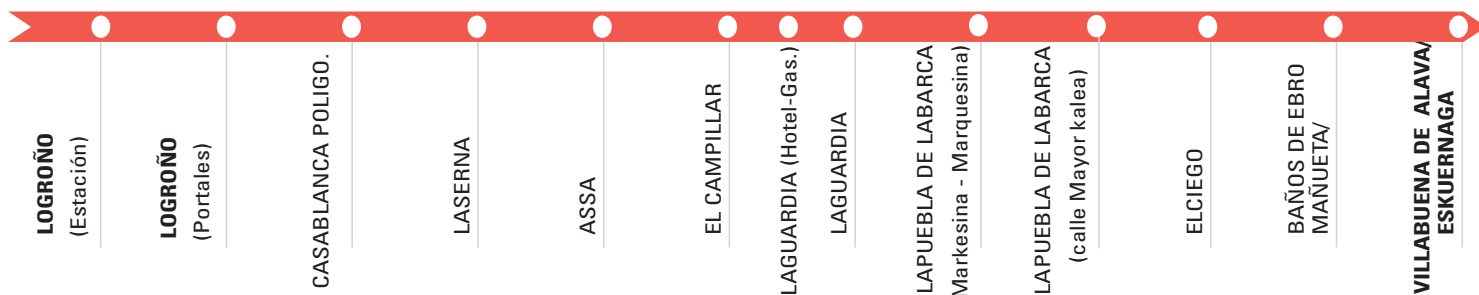 LOGROÑO
(Estación)
LOGROÑO
(Portales)
CASABLANCA POLIGO.
LASERNA
ASSA
EL CAMPILLAR
LAGUARDIA (Hotel-Gas.)
LAGUARDIA
LAPUEBLA DE LABARCA
Markesina - Marquesina)
LAPUEBLA DE LABARCA
(calle Mayor kalea)
ELCIEGO
BAÑOS DE EBRO
MAÑUETA/
VILLABUENA DE ALAVA/
ESKUERNAGA